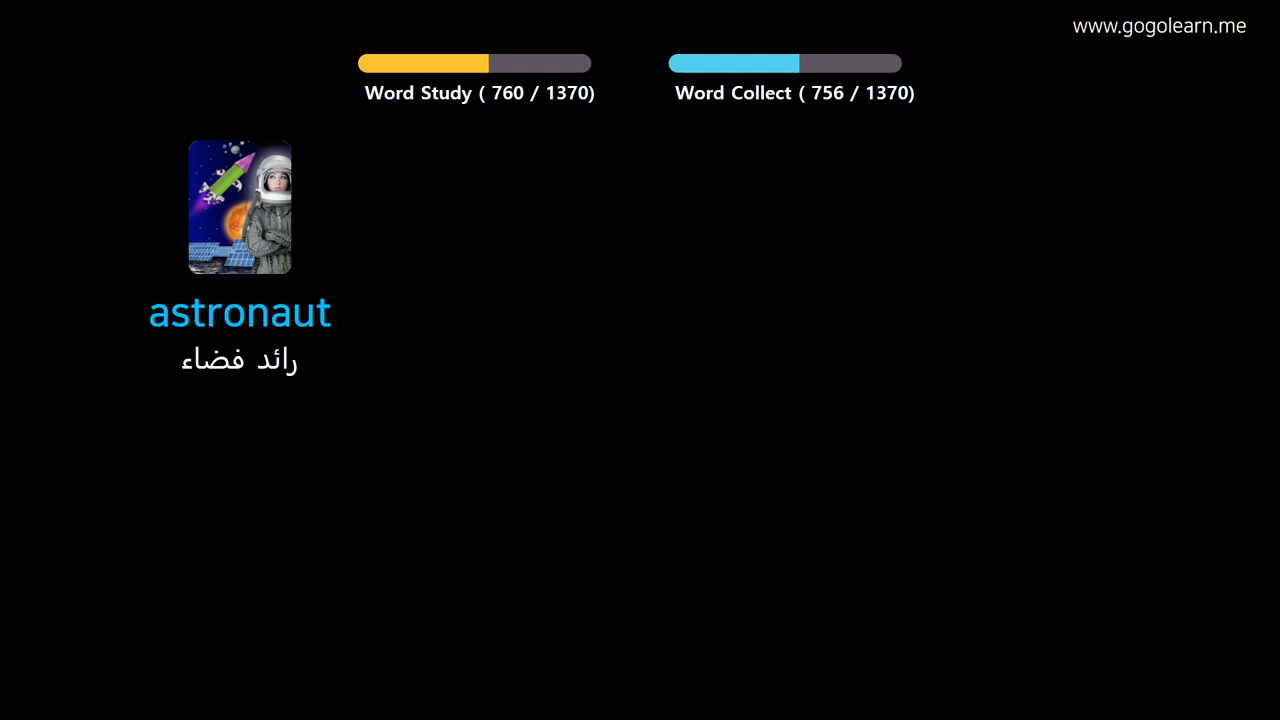 www.gogolearn.me
Word Study ( 760 / 1370)
Word Collect ( 756 / 1370)
astronaut
رائد فضاء